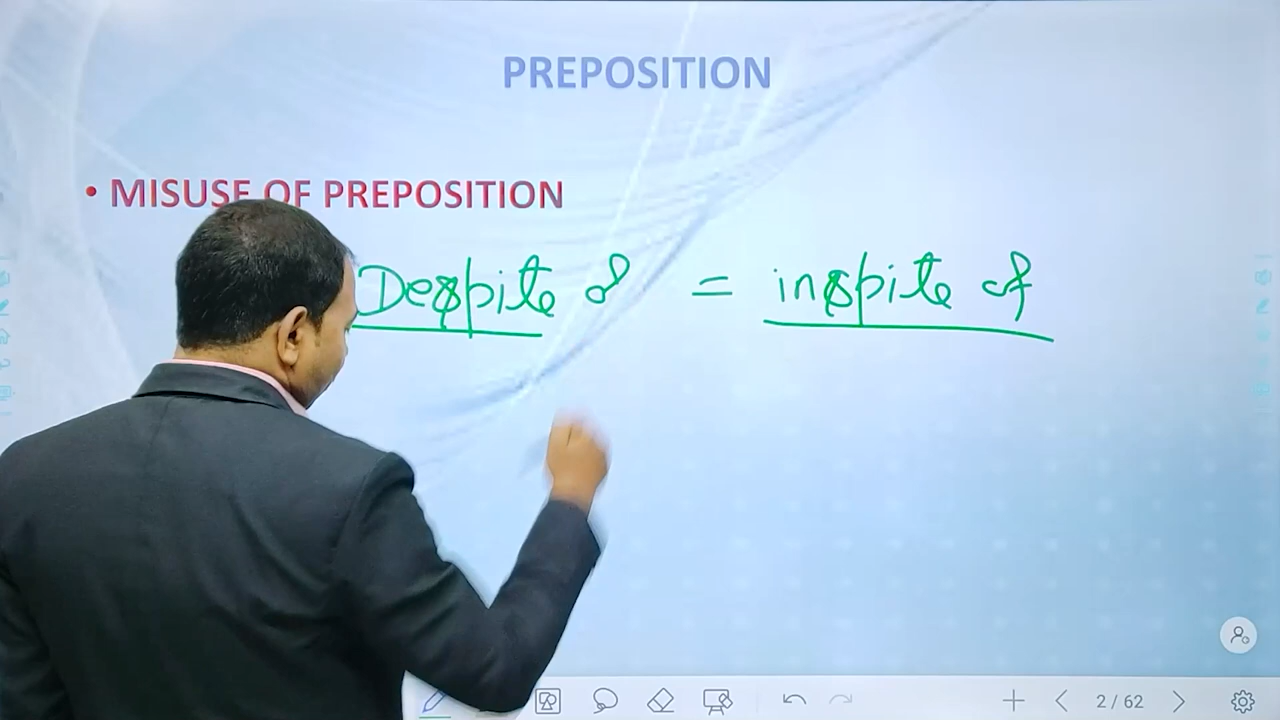 PREPOSITION
• MISUSE OF PREPOSITION
Despite of = inspite of
2 / 62